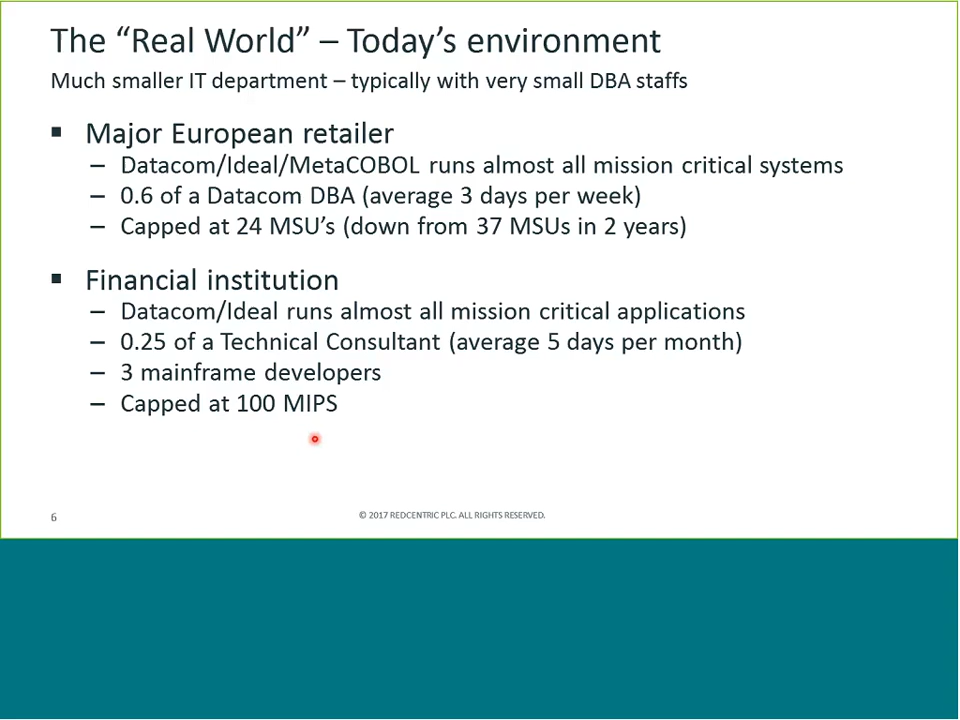 The “Real World” – Today’s environment
Much smaller IT department – typically with very small DBA staffs
▪ Major European retailer
– Datacom/Ideal/MetaCOBOL runs almost all mission critical systems
– 0.6 of a Datacom DBA (average 3 days per week)
– Capped at 24 MSU’s (down from 37 MSUs in 2 years)
▪ Financial institution
– Datacom/Ideal runs almost all mission critical applications
– 0.25 of a Technical Consultant (average 5 days per month)
– 3 mainframe developers
– Capped at 100 MIPS
6
© 2017 REDCENTRIC PLC. ALL RIGHTS RESERVED.